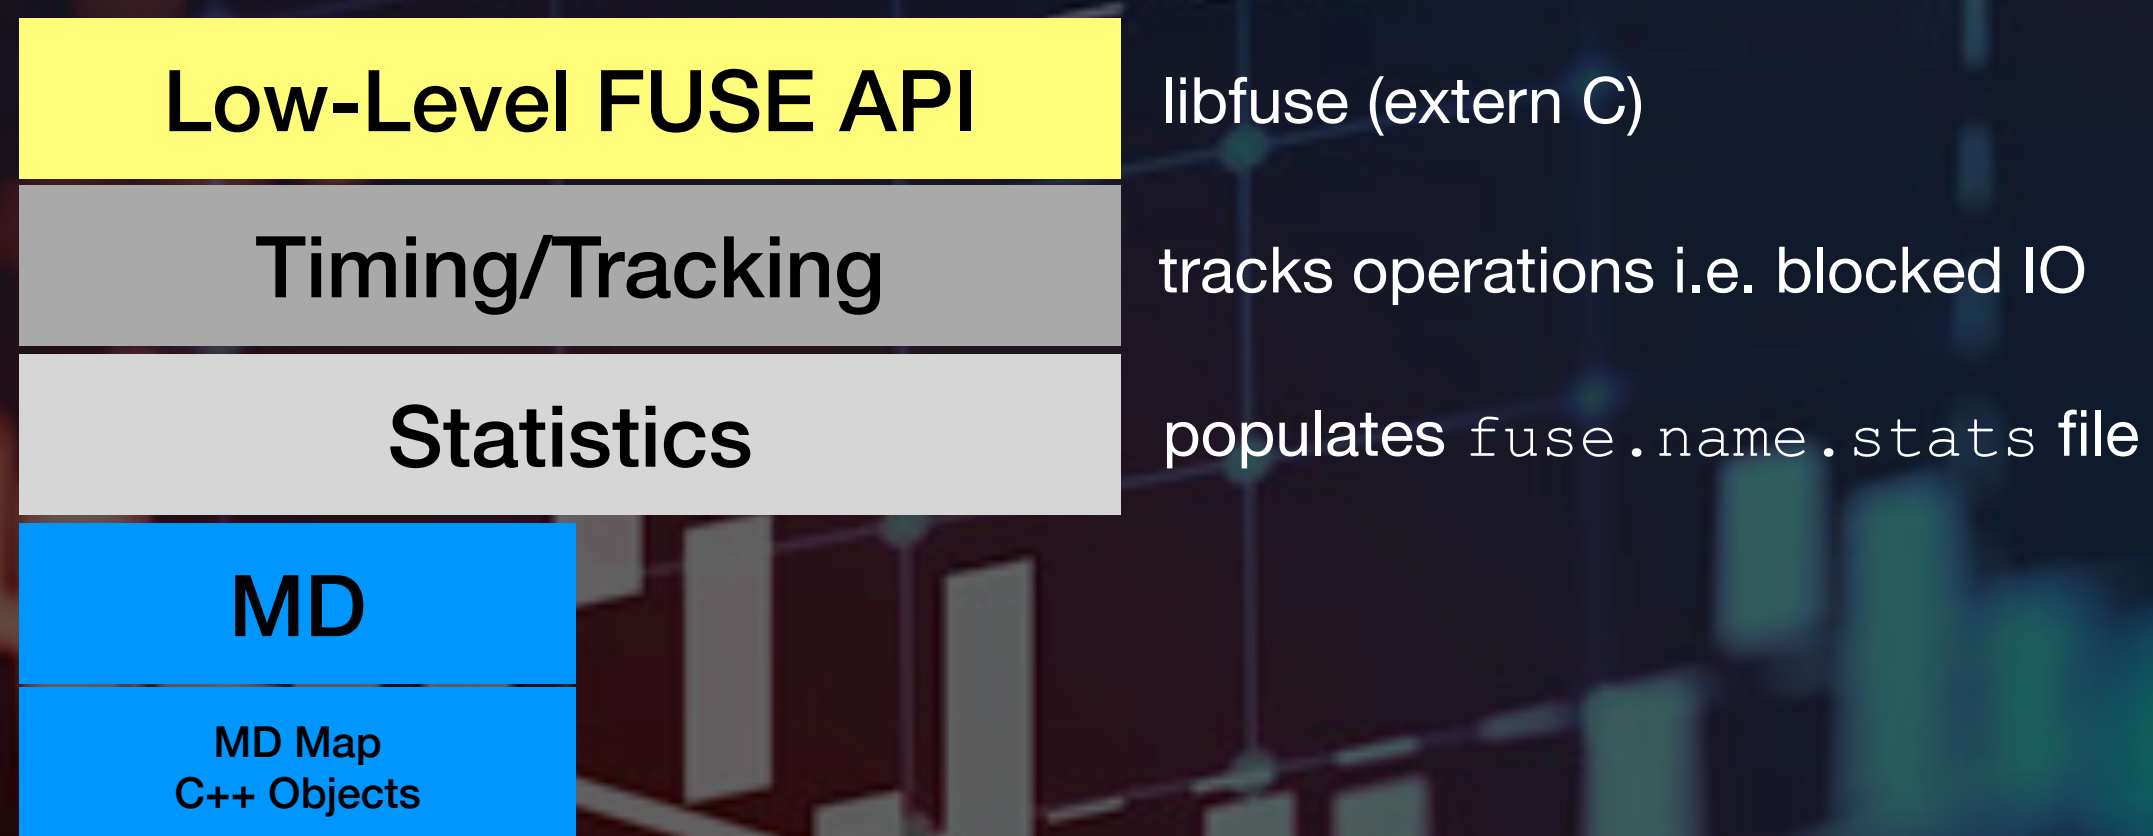 Low-Level FUSE API
libfuse (extern C)
Timing/Tracking
tracks operations i.e. blocked IO
Statistics
populates fuse.name.stats file
MD
MD Map
C++ Objects